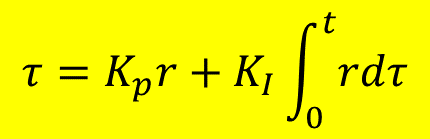 τ = K_p r + K_I ∫_0^t r dτ